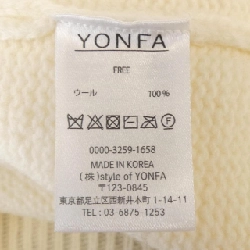 YONFA
FREE
ウール 100%
0000-3259-1658
MADE IN KOREA
(株)style of YONFA
〒123-0845
東京都足立区西新井本町1-14-11
TEL : 03-6875-1253